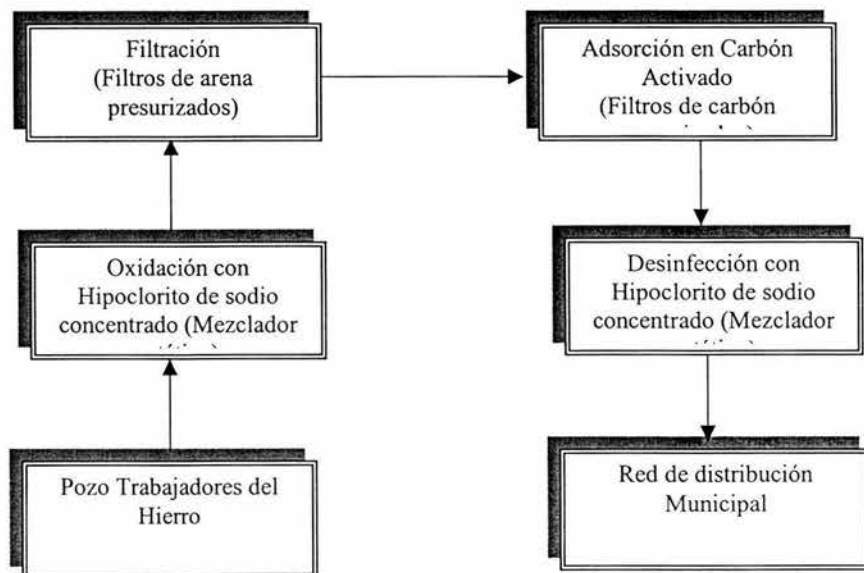 Filtración
(Filtros de arena
presurizados)
Adsorción en Carbón
Activado
(Filtros de carbón
Oxidación con
Hipoclorito de sodio
concentrado (Mezclador
Desinfección con
Hipoclorito de sodio
concentrado (Mezclador
Pozo Trabajadores del
Hierro
Red de distribución
Municipal